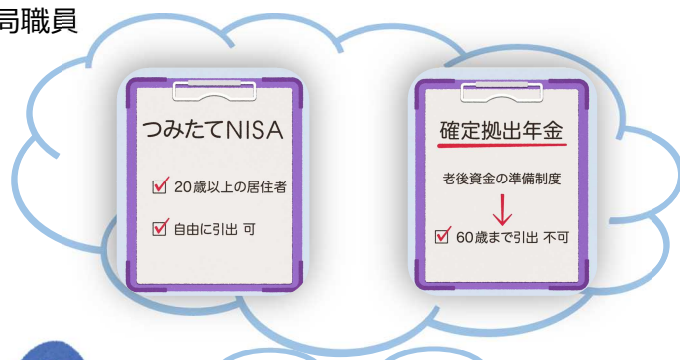 局職員
つみたてNISA
20歳以上の居住者
自由に引出 可
確定拠出年金
老後資金の準備制度
60歳まで引出 不可